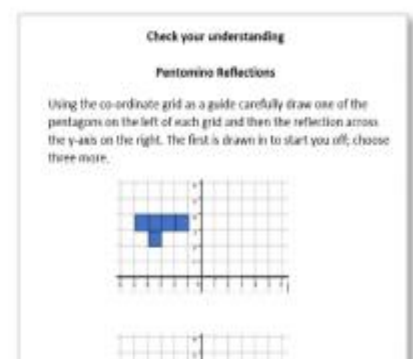 Check your understanding
Pentomino Reflections
Using the co-ordinate grid as a guide carefully draw one of the
pentagons on the left of each grid and then the reflection across
the y-axis on the right. The first is drawn in to start you off; choose
three more.